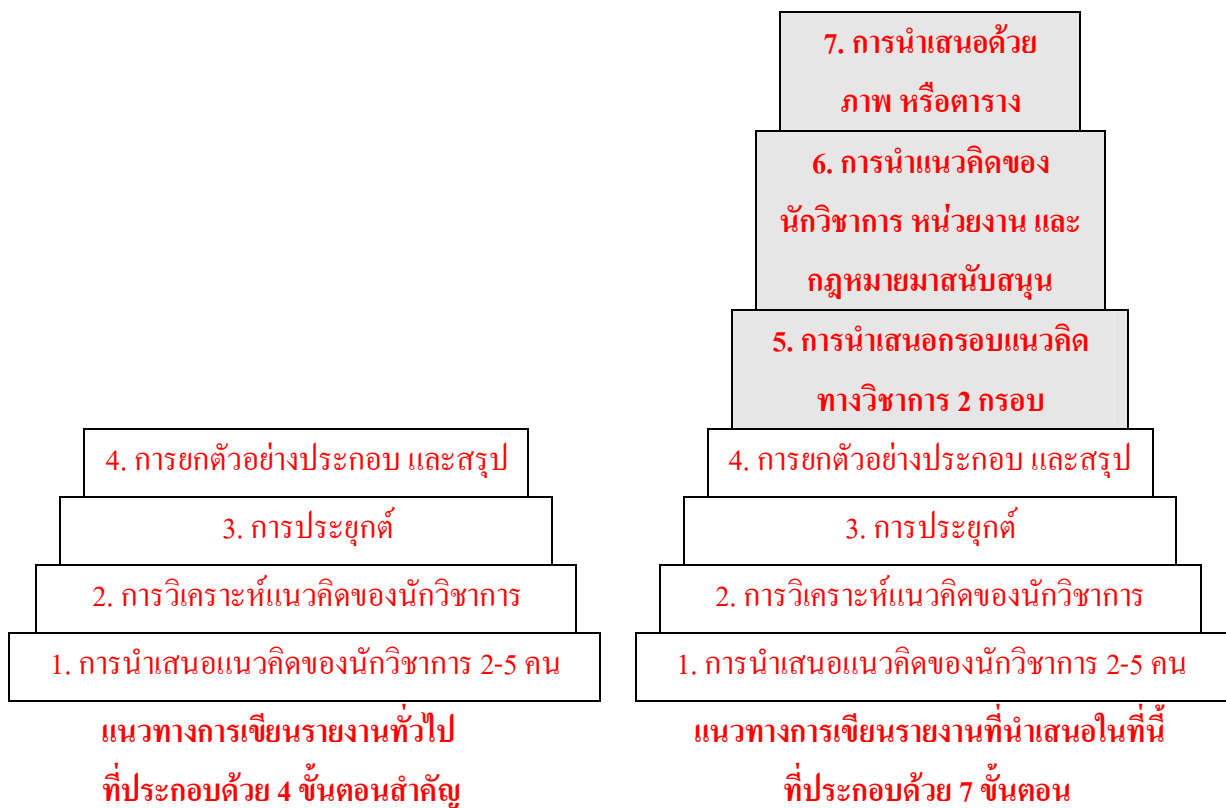 4. การยกตัวอย่างประกอบ และสรุป
3. การประยุกต์
2. การวิเคราะห์แนวคิดของนักวิชาการ
1. การนำเสนอแนวคิดของนักวิชาการ 2-5 คน
แนวทางการเขียนรายงานทั่วไป
ที่ประกอบด้วย 4 ขั้นตอนสำคัญ
7. การนำเสนอด้วย
ภาพ หรือตาราง
6. การนำแนวคิดของ
นักวิชาการ หน่วยงาน และ
กฎหมายมาสนับสนุน
5. การนำเสนอกรอบแนวคิด
ทางวิชาการ 2 กรอบ
4. การยกตัวอย่างประกอบ และสรุป
3. การประยุกต์
2. การวิเคราะห์แนวคิดของนักวิชาการ
1. การนำเสนอแนวคิดของนักวิชาการ 2-5 คน
แนวทางการเขียนรายงานที่นำเสนอในที่นี้
ที่ประกอบด้วย 7 ขั้นตอน